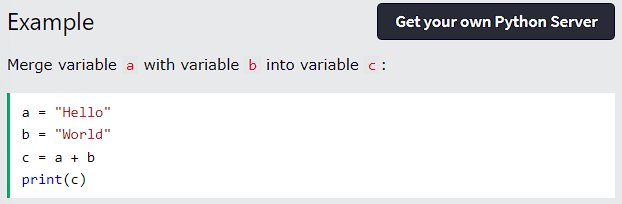 Example
Get your own Python Server
Merge variable a with variable b into variable c :
a = "Hello"
b = "World"
c = a + b
print(c)